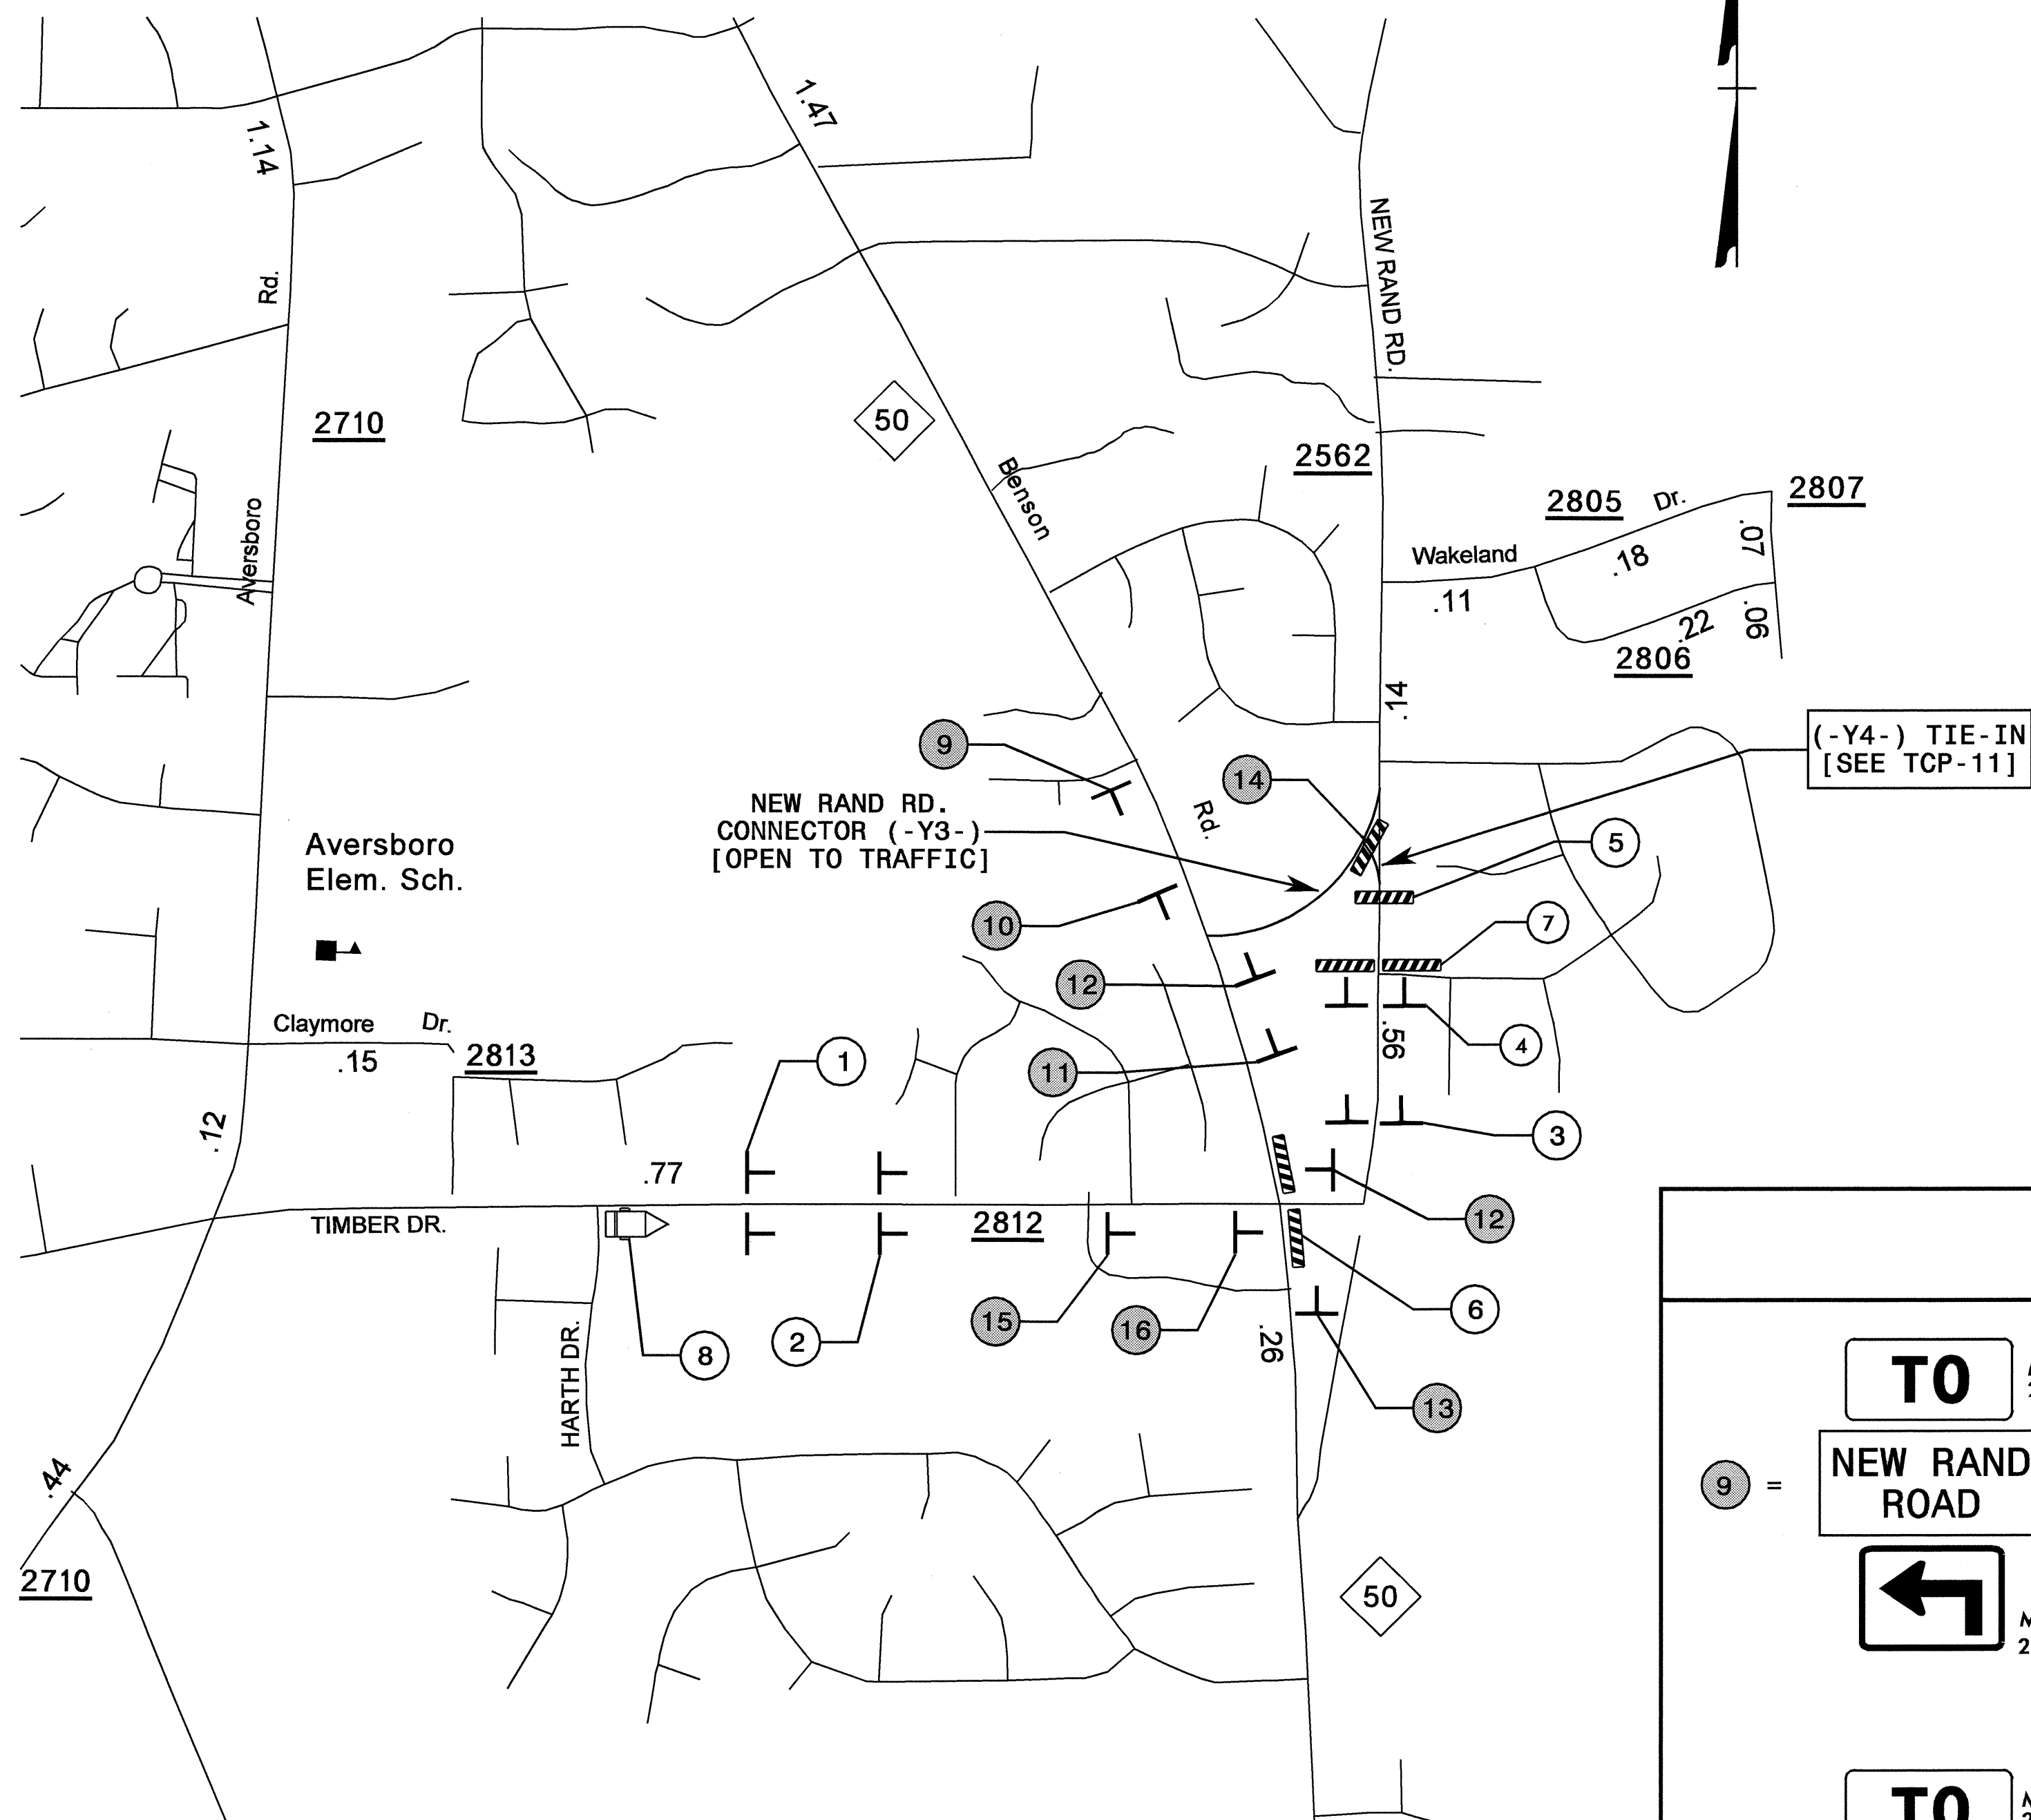 1.14
1.47
Rd.
NEW RAND RD.
2710
50
Benson
2562
2805
Dr.
2807
Aversboro
Wakeland
.18
.07
.11
.22
.06
2806
.14
(-Y4-) TIE-IN
[SEE TCP-11]
9
14
NEW RAND RD.
CONNECTOR (-Y3-)
[OPEN TO TRAFFIC]
Rd.
5
Aversboro
Elem. Sch.
10
7
12
Claymore Dr.
.15
2813
1
11
.56
4
.12
3
.77
TIMBER DR.
2812
12
6
15
16
2
8
.26
HARTH DR.
13
TO
.44
9 =
NEW RAND
ROAD
2710
50
TO